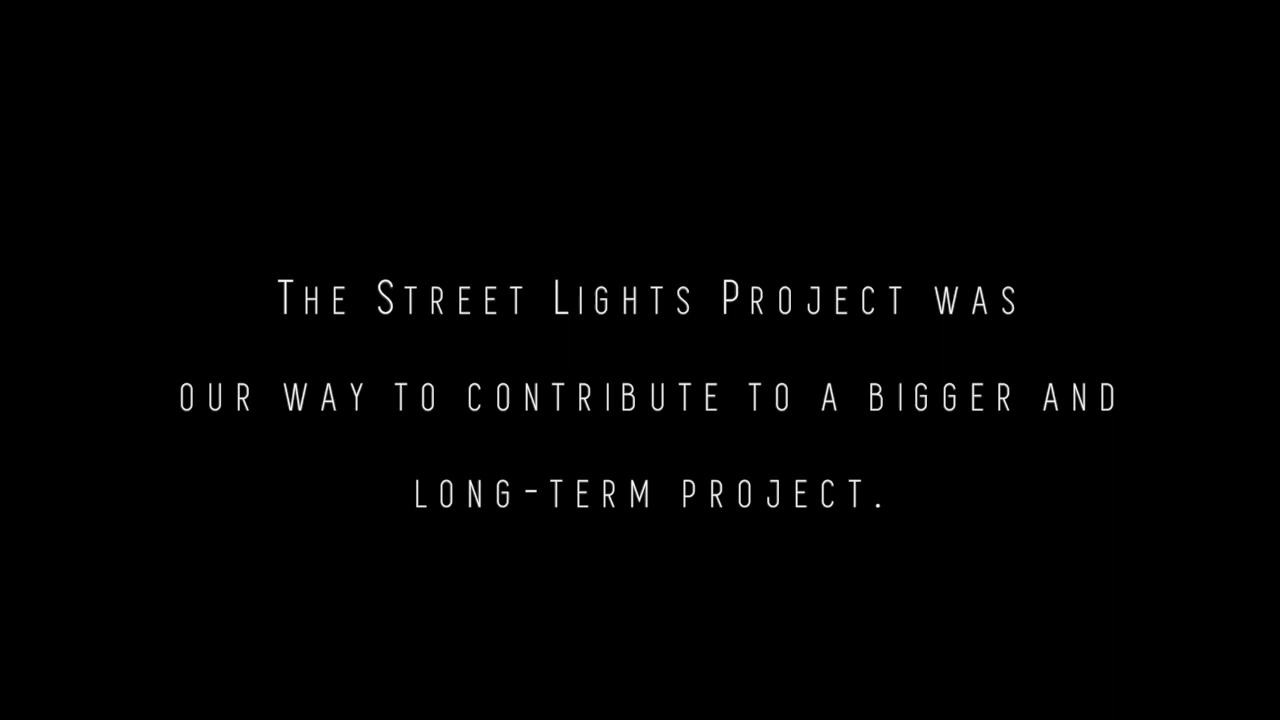 The Street Lights Project was
our way to contribute to a bigger and
long-term project.